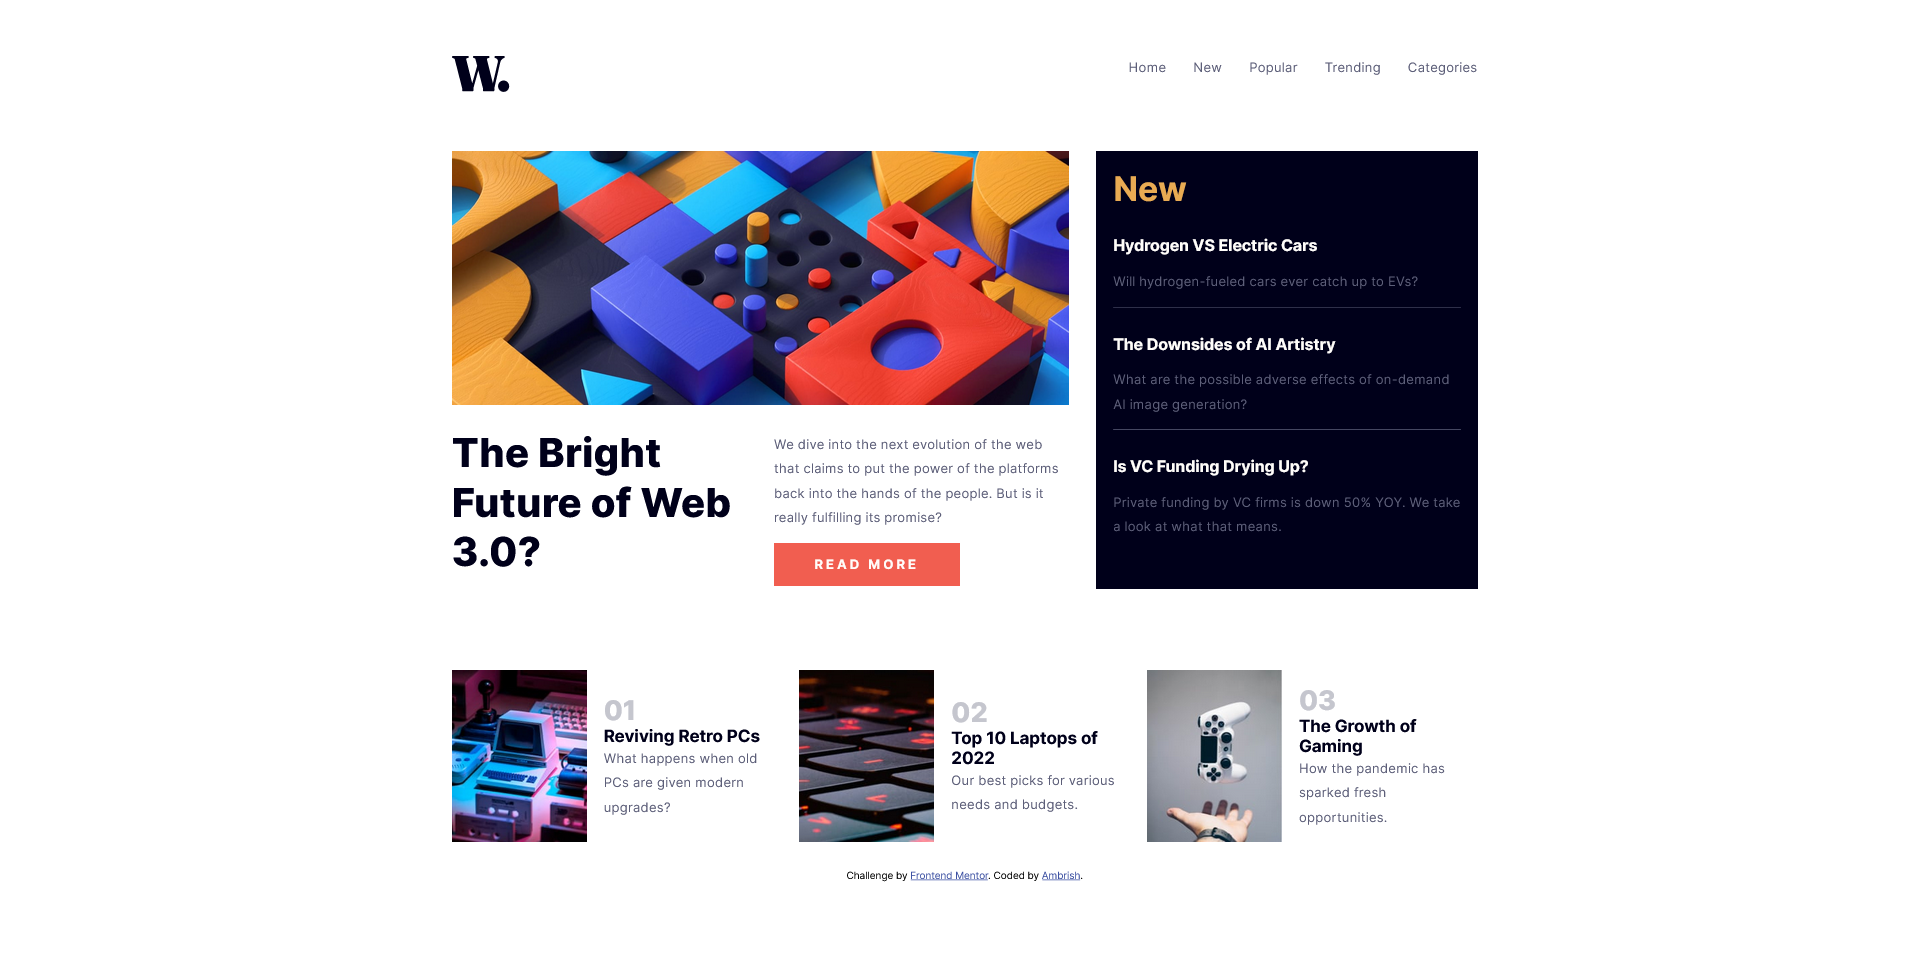 W.
Home New Popular Trending Categories
New
Hydrogen VS Electric Cars
Will hydrogen-fueled cars ever catch up to EVs?
The Downsides of AI Artistry
What are the possible adverse effects of on-demand
AI image generation?
Is VC Funding Drying Up?
Private funding by VC firms is down 50% YOY. We take
a look at what that means.
The Bright
Future of Web
3.0?
We dive into the next evolution of the web
that claims to put the power of the platforms
back into the hands of the people. But is it
really fulfilling its promise?
READ MORE
01
Reviving Retro PCs
What happens when old
PCs are given modern
upgrades?
02
Top 10 Laptops of
2022
Our best picks for various
needs and budgets.
03
The Growth of
Gaming
How the pandemic has
sparked fresh
opportunities.
Challenge by Frontend Mentor. Coded by Ambrish.